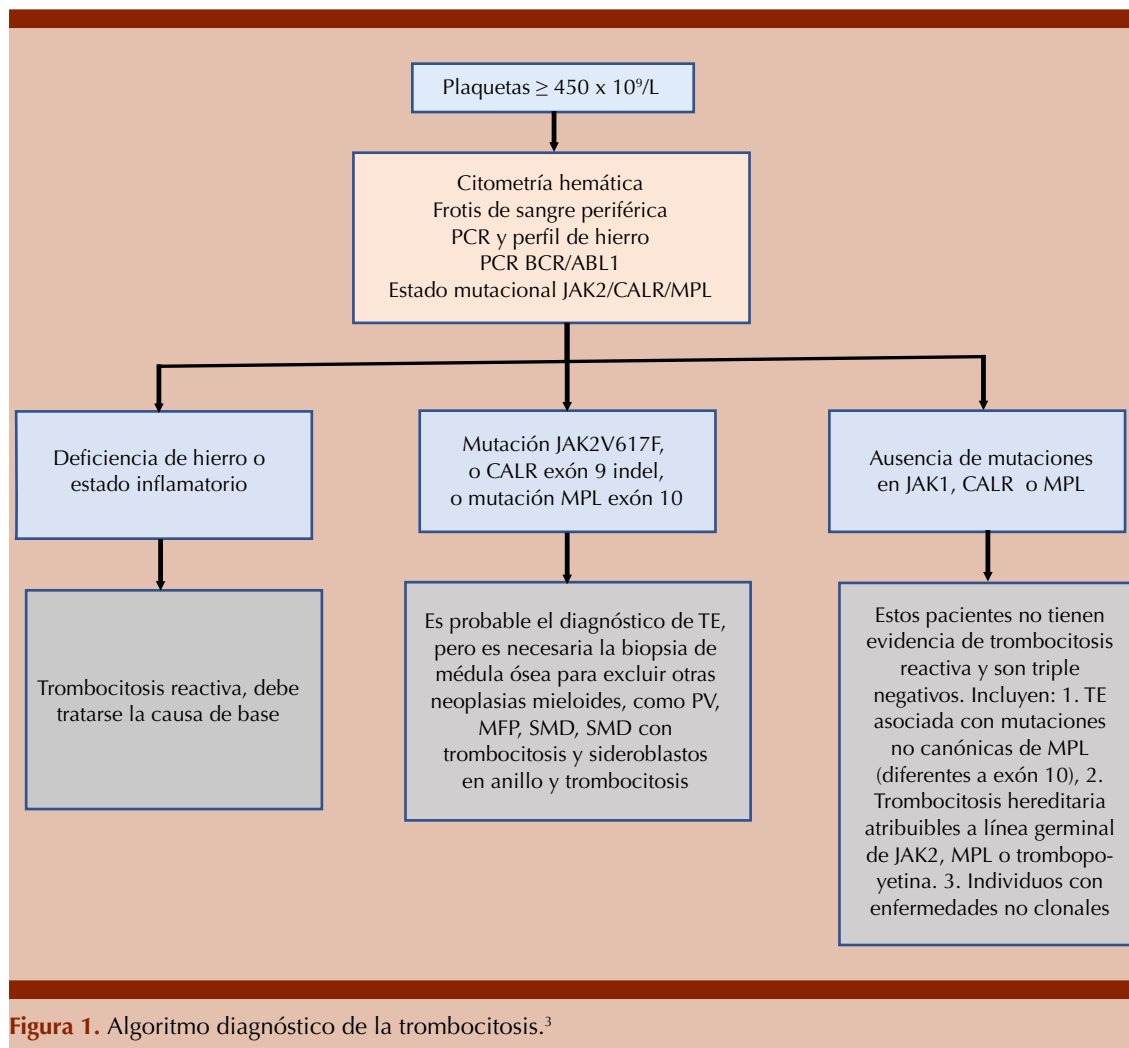 Plaquetas ≥ 450 x 10⁹/L
Citometría hemática
Frotis de sangre periférica
PCR y perfil de hierro
PCR BCR/ABL1
Estado mutacional JAK2/CALR/MPL
Deficiencia de hierro o
estado inflamatorio
Mutación JAK2V617F,
o CALR exón 9 indel,
o mutación MPL exón 10
Ausencia de mutaciones
en JAK1, CALR o MPL
Trombocitosis reactiva, debe
tratarse la causa de base
Es probable el diagnóstico de TE,
pero es necesaria la biopsia de
médula ósea para excluir otras
neoplasias mieloides, como PV,
MFP, SMD, SMD con
trombocitosis y sideroblastos
en anillo y trombocitosis
Estos pacientes no tienen
evidencia de trombocitosis
reactiva y son triple
negativos. Incluyen: 1. TE
asociada con mutaciones
no canónicas de MPL
(diferentes a exón 10), 2.
Trombocitosis hereditaria
atribuibles a línea germinal
de JAK2, MPL o trombopo-
yetina. 3. Individuos con
enfermedades no clonales
Figura 1. Algoritmo diagnóstico de la trombocitosis.³